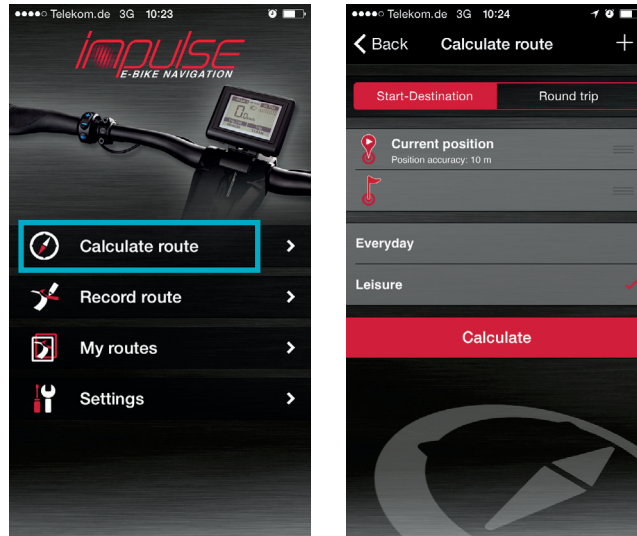 Telekom.de 3G 10:23
impulse
E-BIKE NAVIGATION
Calculate route
Record route
My routes
Settings
Telekom.de 3G 10:24
Back Calculate route
Start-Destination Round trip
Current position
Position accuracy: 10 m
Everyday
Leisure
Calculate